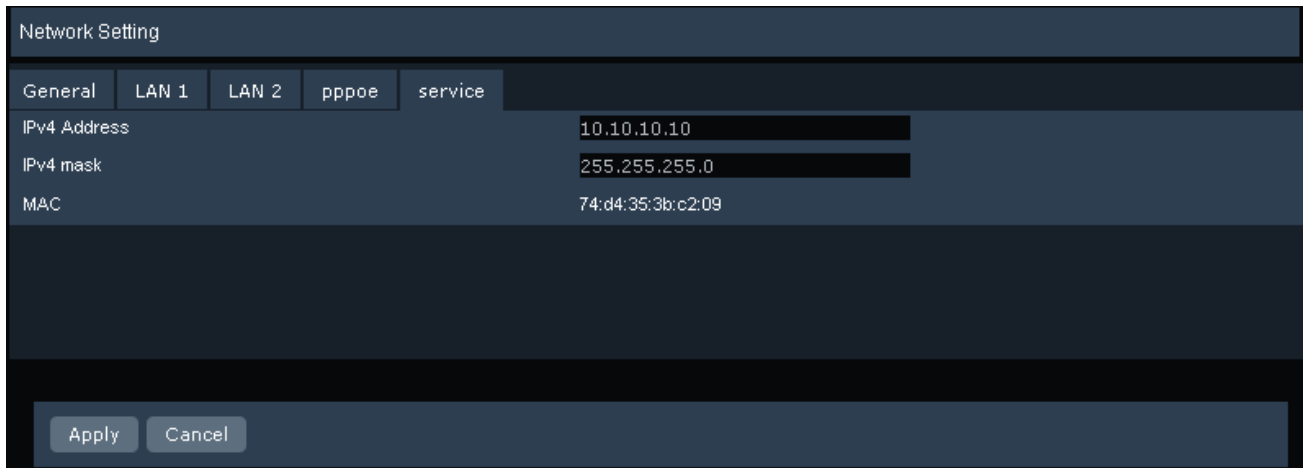 Network Setting
General LAN 1 LAN 2 pppoe service
IPv4 Address 10.10.10.10
IPv4 mask 255.255.255.0
MAC 74:d4:35:3b:c2:09
Apply Cancel